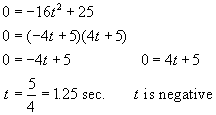 0 = −16t² + 25
0 = (−4t + 5)(4t + 5)
0 = −4t + 5 0 = 4t + 5
t = 5/4 = 1.25 sec. t is negative